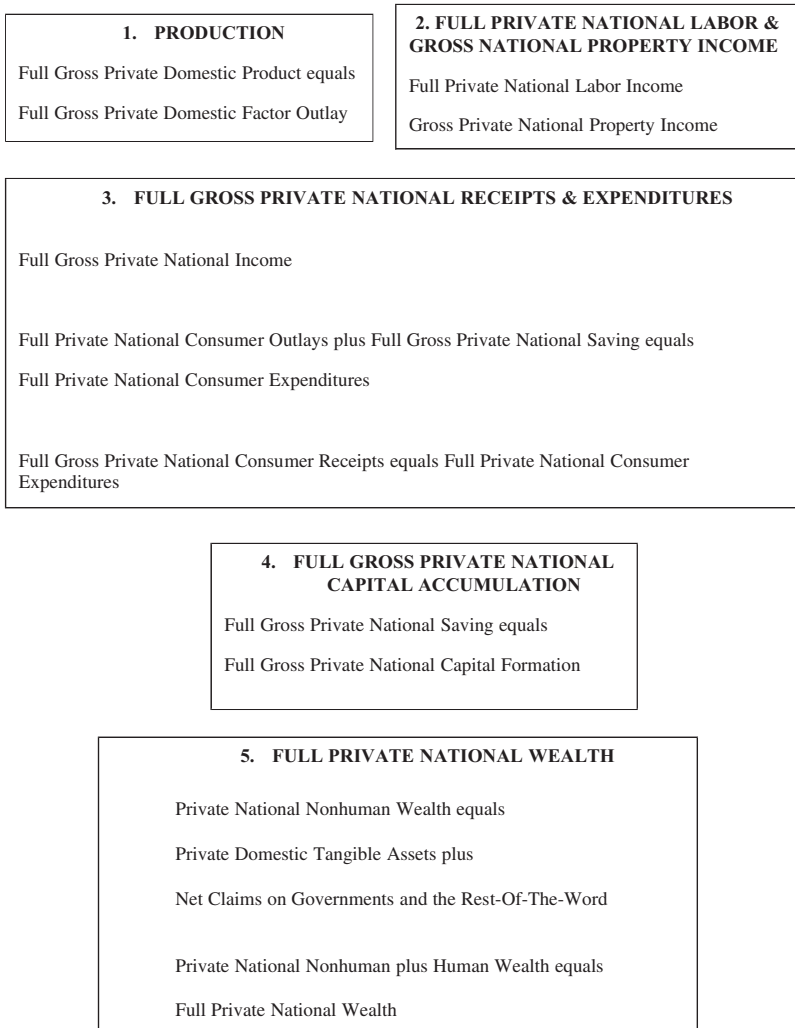 1. PRODUCTION
Full Gross Private Domestic Product equals
Full Gross Private Domestic Factor Outlay
2. FULL PRIVATE NATIONAL LABOR &
GROSS NATIONAL PROPERTY INCOME
Full Private National Labor Income
Gross Private National Property Income
3. FULL GROSS PRIVATE NATIONAL RECEIPTS & EXPENDITURES
Full Gross Private National Income
Full Private National Consumer Outlays plus Full Gross Private National Saving equals
Full Private National Consumer Expenditures
Full Gross Private National Consumer Receipts equals Full Private National Consumer
Expenditures
4. FULL GROSS PRIVATE NATIONAL
CAPITAL ACCUMULATION
Full Gross Private National Saving equals
Full Gross Private National Capital Formation
5. FULL PRIVATE NATIONAL WEALTH
Private National Nonhuman Wealth equals
Private Domestic Tangible Assets plus
Net Claims on Governments and the Rest-Of-The-Word
Private National Nonhuman plus Human Wealth equals
Full Private National Wealth